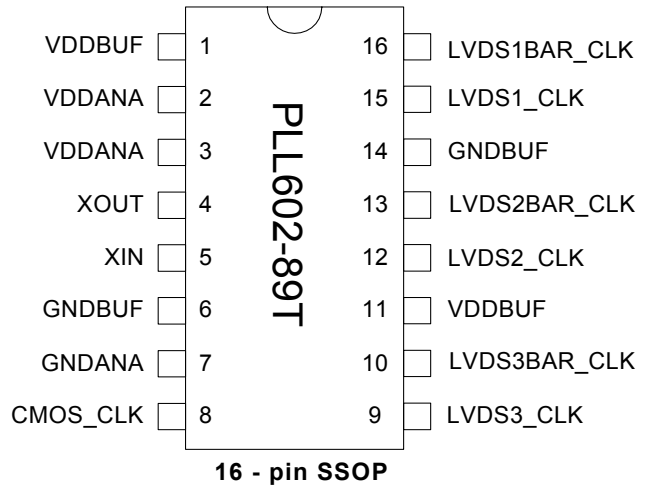 VDDBUF 1 16 LVDS1BAR_CLK
VDDANA 2 15 LVDS1_CLK
VDDANA 3 14 GNDBUF
XOUT 4 13 LVDS2BAR_CLK
XIN 5 12 LVDS2_CLK
GNDBUF 6 11 VDDBUF
GNDANA 7 10 LVDS3BAR_CLK
CMOS_CLK 8 9 LVDS3_CLK
PLL602-89T
16 - pin SSOP